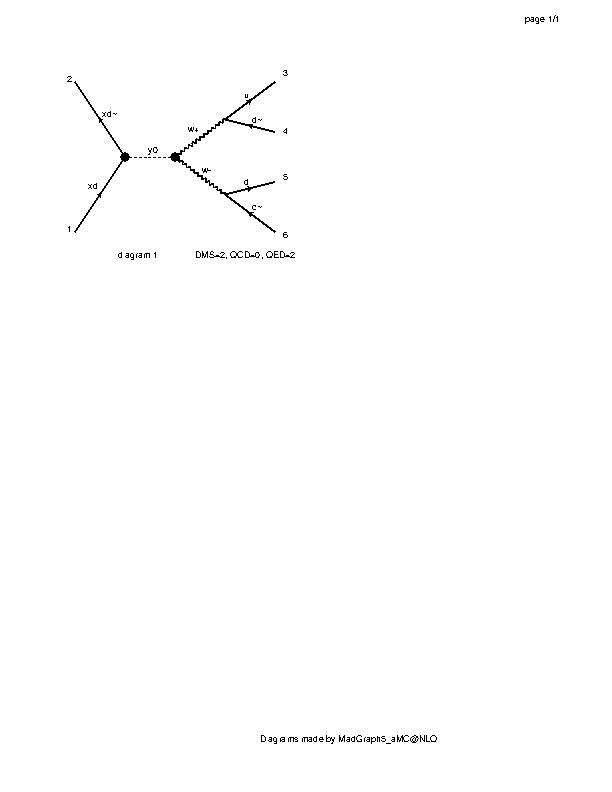 page 1/1
2
3
xd~
u
d~
4
w+
y0
w-
5
d
xd
c~
1
6
diagram 1 DMS=2, QCD=0, QED=2
Diagrams made by MadGraph5_aMC@NLO